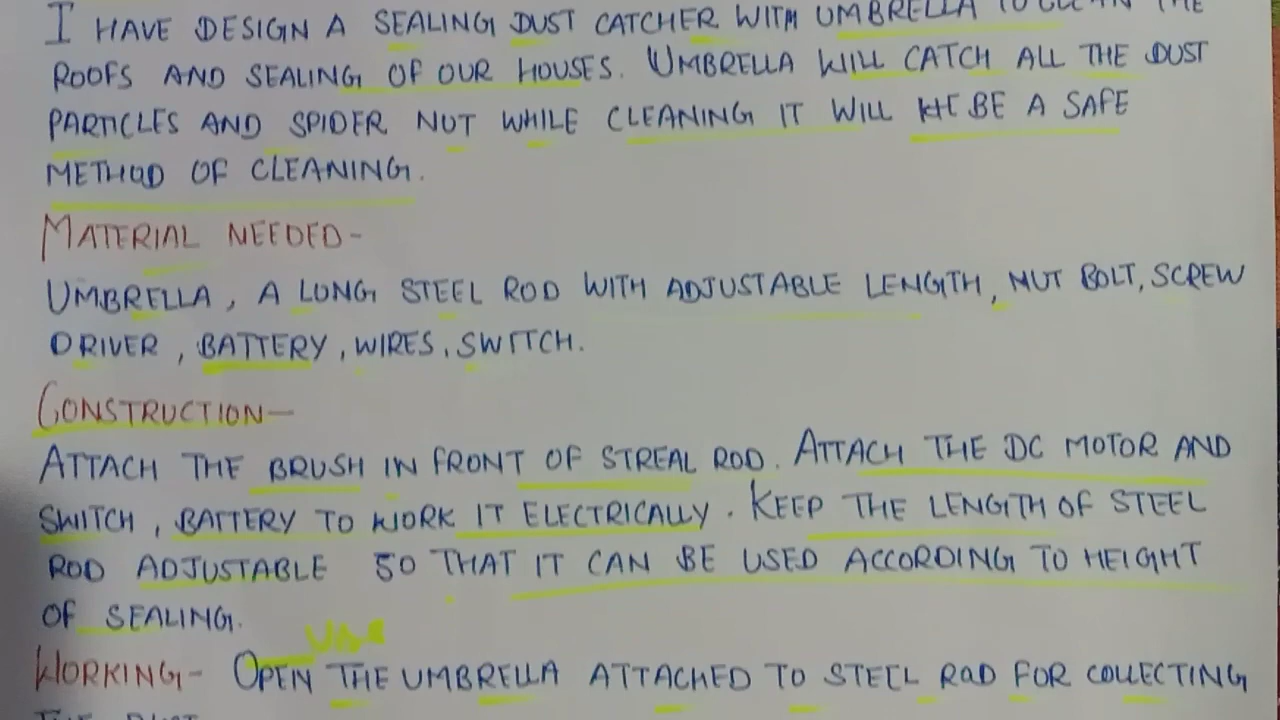 I HAVE DESIGN A SEALING DUST CATCHER WITH UMBRELLA TO CLEAN THE
ROOFS AND SEALING OF OUR HOUSES. UMBRELLA WILL CATCH ALL THE DUST
PARTICLES AND SPIDER NUT WHILE CLEANING IT WILL BE A SAFE
METHOD OF CLEANING.
MATERIAL NEEDED-
UMBRELLA, A LONG STEEL ROD WITH ADJUSTABLE LENGTH, NUT BOLT, SCREW
DRIVER, BATTERY, WIRES, SWITCH.
CONSTRUCTION-
ATTACH THE BRUSH IN FRONT OF STREAL ROD. ATTACH THE DC MOTOR AND
SWITCH, BATTERY TO WORK IT ELECTRICALLY. KEEP THE LENGTH OF STEEL
ROD ADJUSTABLE SO THAT IT CAN BE USED ACCORDING TO HEIGHT
OF SEALING.
WORKING- OPEN THE UMBRELLA ATTACHED TO STEEL ROD FOR COLLECTING